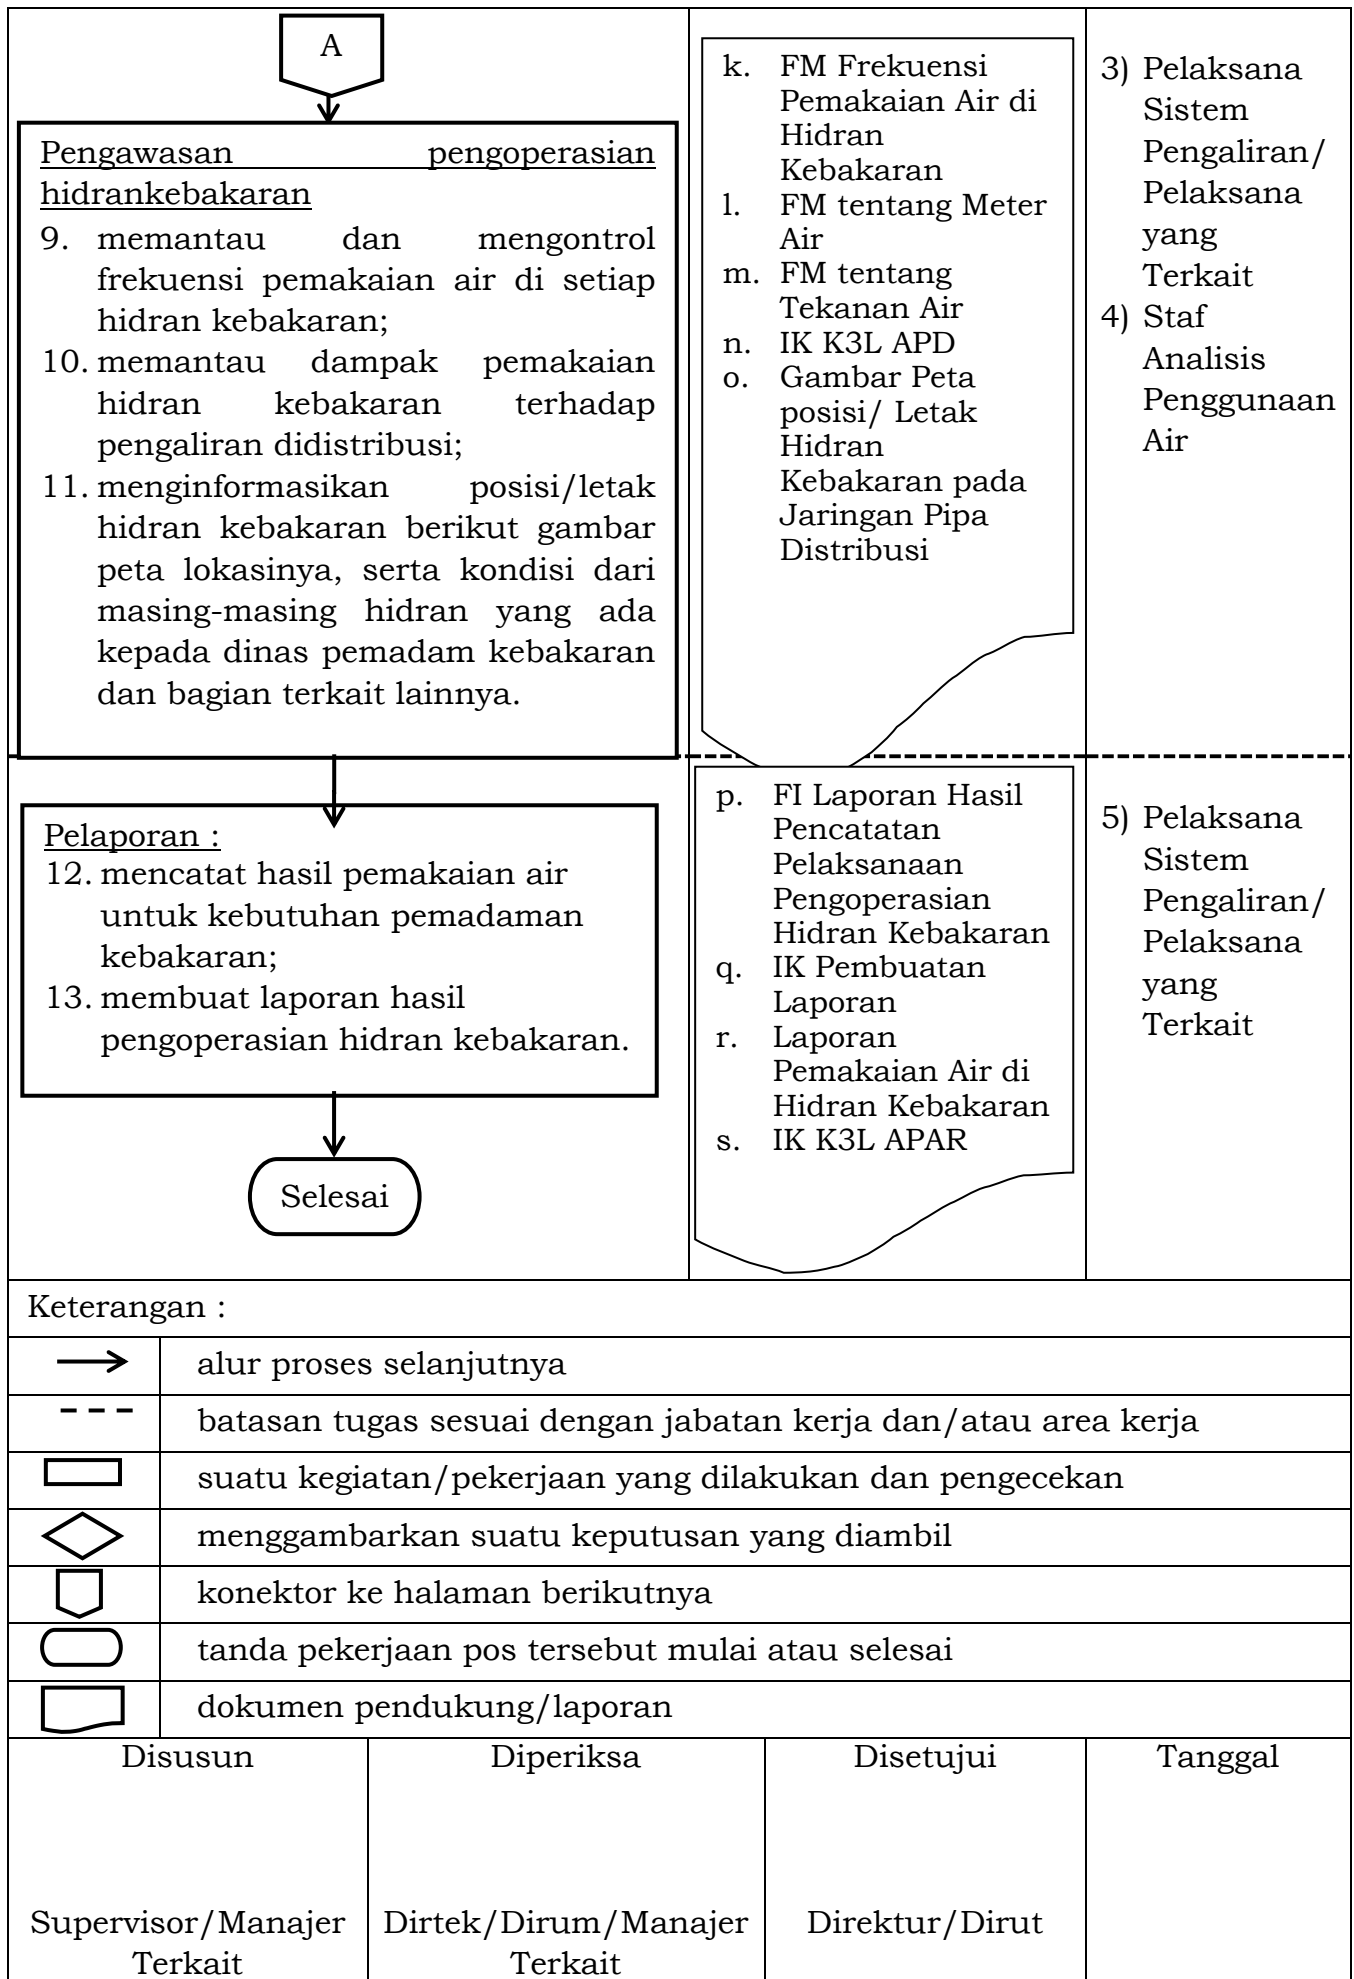 A
Pengawasan pengoperasian
hidrankebakaran
9. memantau dan mengontrol
frekuensi pemakaian air di setiap
hidran kebakaran;
10. memantau dampak pemakaian
hidran kebakaran terhadap
pengaliran didistribusi;
11. menginformasikan posisi/letak
hidran kebakaran berikut gambar
peta lokasinya, serta kondisi dari
masing-masing hidran yang ada
kepada dinas pemadam kebakaran
dan bagian terkait lainnya.
k. FM Frekuensi
Pemakaian Air di
Hidran
Kebakaran
l. FM tentang Meter
Air
m. FM tentang
Tekanan Air
n. IK K3L APD
o. Gambar Peta
posisi/ Letak
Hidran
Kebakaran pada
Jaringan Pipa
Distribusi
3) Pelaksana
Sistem
Pengaliran/
Pelaksana
yang
Terkait
4) Staf
Analisis
Penggunaan
Air
Pelaporan :
12. mencatat hasil pemakaian air
untuk kebutuhan pemadaman
kebakaran;
13. membuat laporan hasil
pengoperasian hidran kebakaran.
Selesai
p. FI Laporan Hasil
Pencatatan
Pelaksanaan
Pengoperasian
Hidran Kebakaran
q. IK Pembuatan
Laporan
r. Laporan
Pemakaian Air di
Hidran Kebakaran
s. IK K3L APAR
5) Pelaksana
Sistem
Pengaliran/
Pelaksana
yang
Terkait
Keterangan :
alur proses selanjutnya
batasan tugas sesuai dengan jabatan kerja dan/atau area kerja
suatu kegiatan/pekerjaan yang dilakukan dan pengecekan
menggambarkan suatu keputusan yang diambil
konektor ke halaman berikutnya
tanda pekerjaan pos tersebut mulai atau selesai
dokumen pendukung/laporan
Disusun
Diperiksa
Disetujui
Tanggal
Supervisor/Manajer
Terkait
Dirtek/Dirum/Manajer
Terkait
Direktur/Dirut